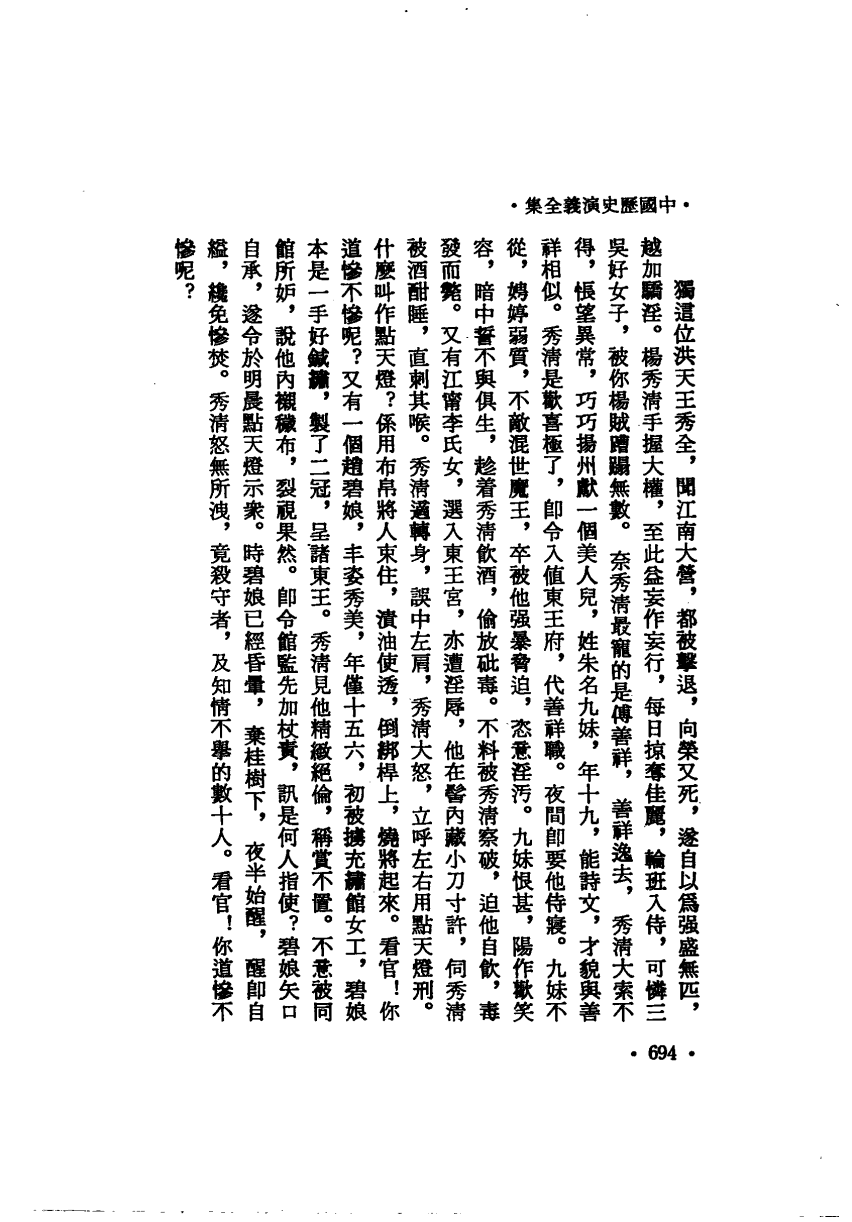 •中國歷史演義全集•
獨這位洪天王秀全，聞江南大營，都被擊退，向榮又死，遂自以爲强盛無匹，
越加驕淫。楊秀清手握大權，至此益妄作妄行，每日掠奪佳麗，輪班入侍，可憐三
吳好女子，被你楊賊蹧蹋無數。奈秀清最寵的是傅善祥，善祥逸去，秀清大索不
得，悵望異常，巧巧揚州獻一個美人兒，姓朱名九妹，年十九，能詩文，才貌與善
祥相似。秀清是歡喜極了，卽令入值東王府，代善祥職。夜間卽要他侍寢。九妹不
從，娉婷弱質，不敵混世魔王，卒被他强暴脅迫，恣意淫汚。九妹恨甚，陽作歡笑
容，暗中誓不與俱生，趁着秀清飲酒，偷放砒毒。不料被秀清察破，迫他自飲，毒
發而斃。又有江甯李氏女，選入東王宮，亦遭淫辱，他在髻內藏小刀寸許，伺秀清
被酒酣睡，直刺其喉。秀清適轉身，誤中左肩，秀清大怒，立呼左右用點天燈刑。
什麼叫作點天燈？係用布帛將人束住，漬油使透，倒綁桿上，燒將起來。看官！你
道慘不慘呢？又有一個趙碧娘，丰姿秀美，年僅十五六，初被擄充繡館女工，碧娘
本是一手好鍼繡，製了二冠，呈諸東王。秀清見他精緻絕倫，稱賞不置。不意被同
館所妒，說他內襯穢布，裂視果然。卽令館監先加杖責，訊是何人指使？碧娘矢口
自承，遂令於明晨點天燈示衆。時碧娘已經昏暈，棄桂樹下，夜半始醒，醒卽自
縊，纔免慘焚。秀清怒無所洩，竟殺守者，及知情不舉的數十人。看官！你道慘不
慘呢？
•694•